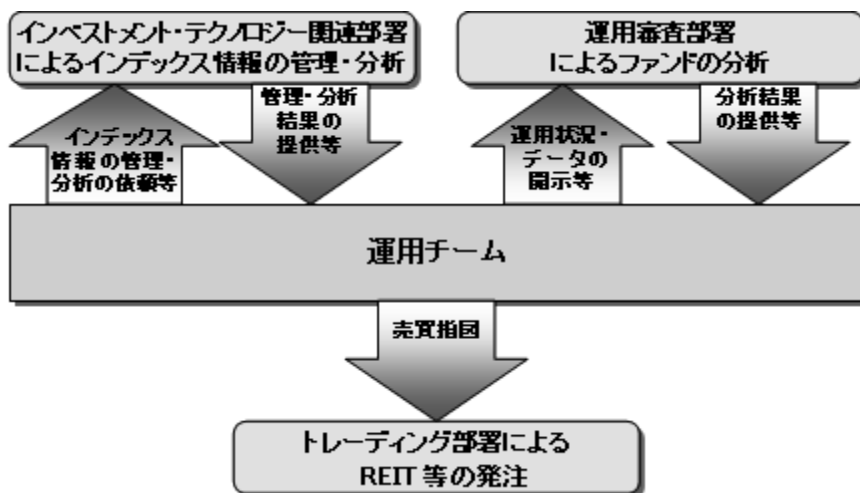 インベストメント・テクノロジー関連部署
によるインデックス情報の管理・分析
運用審査部署
によるファンドの分析
インデックス
情報の管理・
分析の依頼等
管理・分析
結果の
提供等
運用状況・
データの
開示等
分析結果
の提供等
運用チーム
売買指図
トレーディング部署による
REIT 等の発注